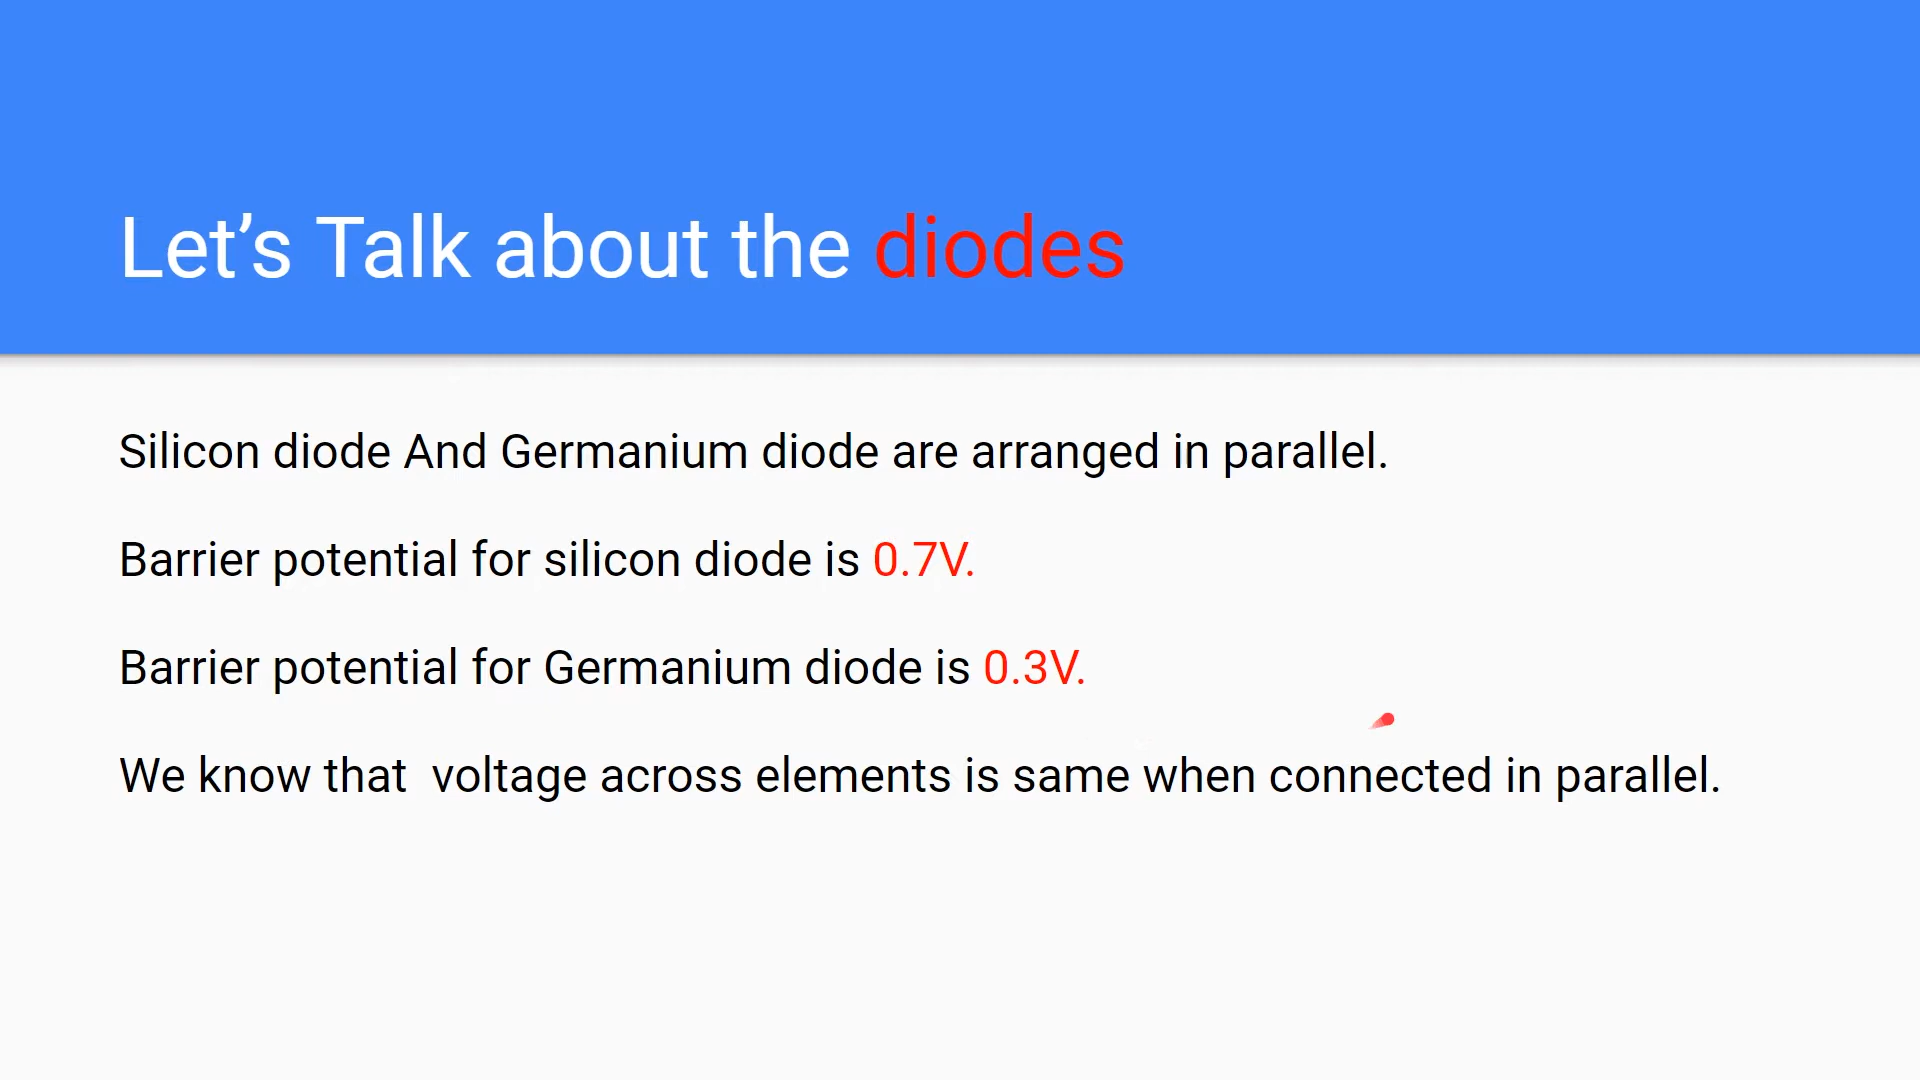 Let’s Talk about the diodes
Silicon diode And Germanium diode are arranged in parallel.
Barrier potential for silicon diode is 0.7V.
Barrier potential for Germanium diode is 0.3V.
We know that  voltage across elements is same when connected in parallel.